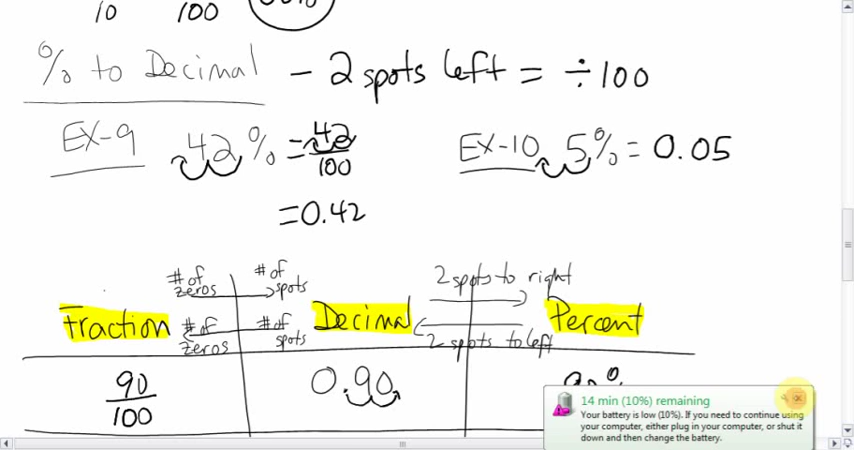 10 100
% to Decimal - 2 spots left = ÷100
EX-9 42% = 42/100
EX-10 5% = 0.05
= 0.42
# of zeros # of spots 2 spots to right
Fraction Decimal Percent
# of zeros # of spots 2 spots to left
90/100 0.90
14 min (10%) remaining
Your battery is low (10%). If you need to continue using
your computer, either plug in your computer, or shut it
down and then change the battery.